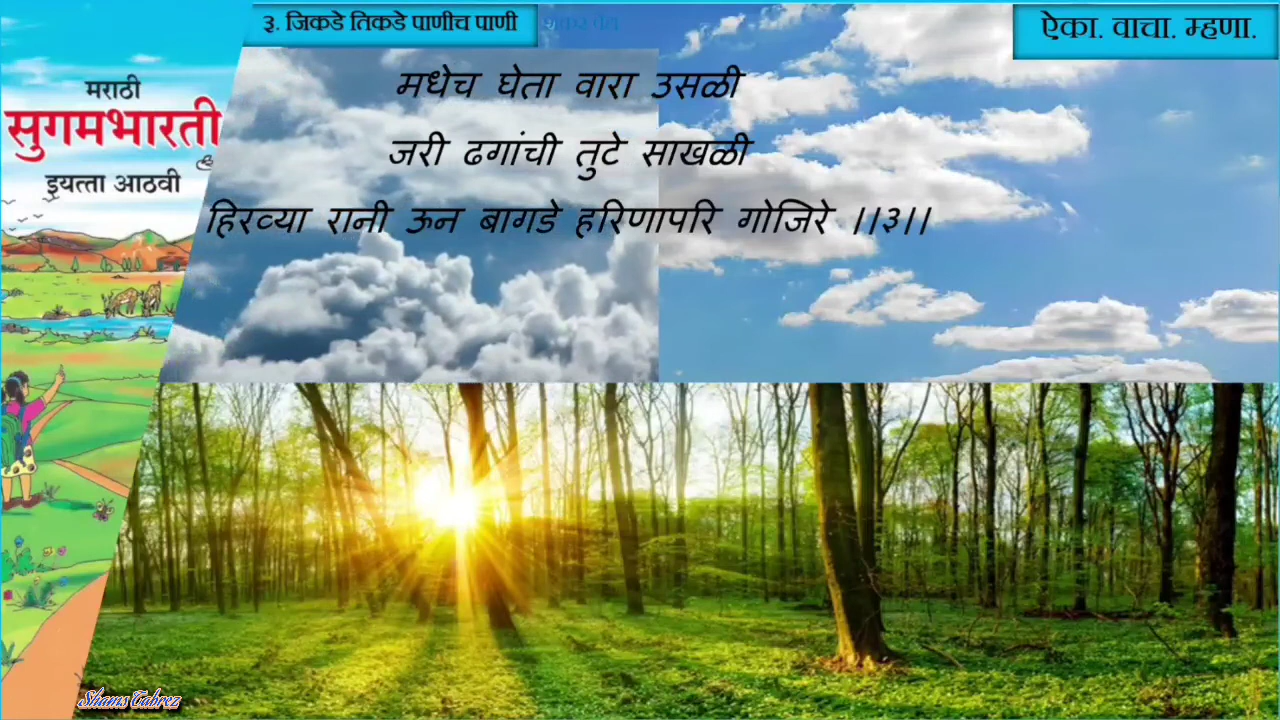 ३. जिकडे तिकडे पाणीच पाणी
ऐका. वाचा. म्हणा.
मराठी
सुगमभारती
इयत्ता आठवी
मधेच घेता वारा उसळी
जरी ढगांची तुटे साखळी
हिरव्या रानी ऊन बागडे हरिणापरि गोजिरे ।।३।।
Shams Tabrez